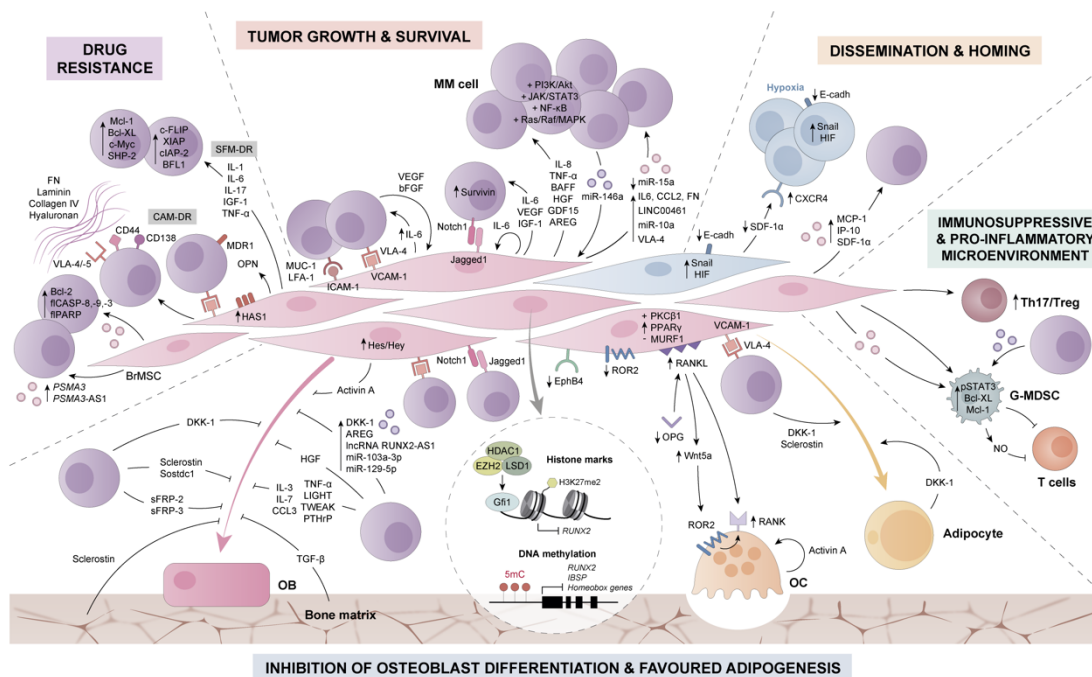 DRUG
RESISTANCE
TUMOR GROWTH & SURVIVAL
DISSEMINATION & HOMING
IMMUNOSUPPRESSIVE
& PRO-INFLAMMATORY
MICROENVIRONMENT
Mcl-1
Bcl-XL
c-Myc
SHP-2
c-FLIP
XIAP
cIAP-2
BFL1
SFM-DR
IL-1
IL-6
IL-17
IGF-1
TNF-α
FN
Laminin
Collagen IV
Hyaluronan
CAM-DR
CD44
CD138
VLA-4/-5
MDR1
OPN
HAS1
Bcl-2
flCASP-8,-9,-3
flPARP
BrMSC
PSMA3
PSMA3-AS1
MUC-1
LFA-1
ICAM-1
VEGF
bFGF
IL-6
VLA-4
VCAM-1
Survivin
Notch1
Jagged1
IL-6
IL-6
VEGF
IGF-1
MM cell
+ PI3K/Akt
+ JAK/STAT3
+ NF-κB
+ Ras/Raf/MAPK
IL-8
TNF-α
BAFF
HGF
GDF15
AREG
miR-146a
miR-15a
IL6, CCL2, FN
LINC00461
miR-10a
VLA-4
Hypoxia
E-cadh
Snail
HIF
CXCR4
SDF-1α
E-cadh
Snail
HIF
MCP-1
IP-10
SDF-1α
Th17/Treg
G-MDSC
pSTAT3
Bcl-XL
Mcl-1
NO
T cells
Hes/Hey
Activin A
Notch1
Jagged1
EphB4
ROR2
+ PKCβ1
PPARγ
- MURF1
RANKL
VCAM-1
VLA-4
DKK-1
Sclerostin
OPG
Wnt5a
ROR2
RANK
Activin A
OC
DKK-1
Adipocyte
DKK-1
Sclerostin
Sostdc1
sFRP-2
sFRP-3
Sclerostin
DKK-1
AREG
lncRNA RUNX2-AS1
miR-103a-3p
miR-129-5p
HGF
IL-3
IL-7
CCL3
TNF-α
LIGHT
TWEAK
PTHrP
TGF-β
OB
Bone matrix
HDAC1
EZH2
LSD1
Gfi1
Histone marks
H3K27me2
RUNX2
DNA methylation
5mC
RUNX2
IBSP
Homeobox genes
INHIBITION OF OSTEOBLAST DIFFERENTIATION & FAVOURED ADIPOGENESIS